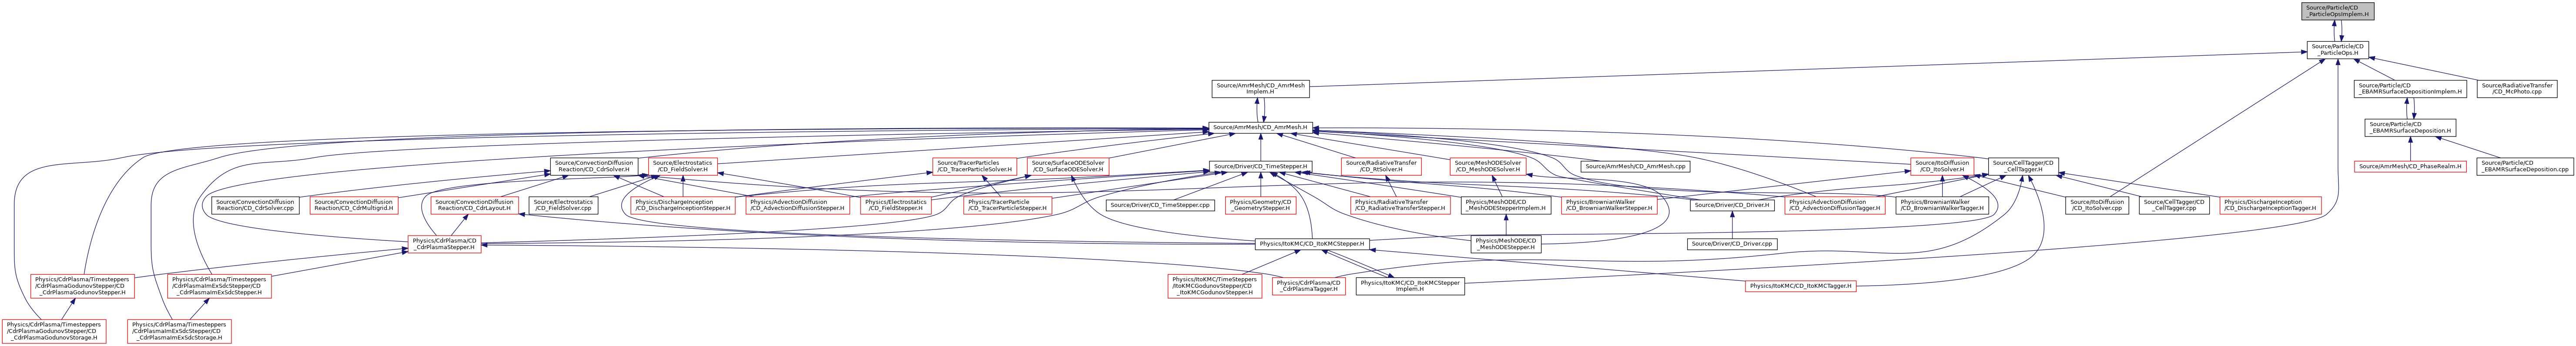 Source/Particle/CD
_ParticleOpsImplem.H
Source/Particle/CD
_ParticleOps.H
Source/AmrMesh/CD_AmrMesh
Implem.H
Source/Particle/CD
_EBAMRSurfaceDepositionImplem.H
Source/RadiativeTransfer
/CD_McPhoto.cpp
Source/AmrMesh/CD_AmrMesh.H
Source/Particle/CD
_EBAMRSurfaceDeposition.H
Source/ConvectionDiffusion
Reaction/CD_CdrSolver.H
Source/Electrostatics
/CD_FieldSolver.H
Source/TracerParticles
/CD_TracerParticleSolver.H
Source/SurfaceODESolver
/CD_SurfaceODESolver.H
Source/Driver/CD_TimeStepper.H
Source/RadiativeTransfer
/CD_RtSolver.H
Source/MeshODESolver
/CD_MeshODESolver.H
Source/AmrMesh/CD_AmrMesh.cpp
Source/ItoDiffusion
/CD_ItoSolver.H
Source/CellTagger/CD
_CellTagger.H
Source/AmrMesh/CD_PhaseRealm.H
Source/Particle/CD
_EBAMRSurfaceDeposition.cpp
Source/ConvectionDiffusion
Reaction/CD_CdrSolver.cpp
Source/ConvectionDiffusion
Reaction/CD_CdrMultigrid.H
Source/ConvectionDiffusion
Reaction/CD_CdrLayout.H
Source/Electrostatics
/CD_FieldSolver.cpp
Physics/DischargeInception
/CD_DischargeInceptionStepper.H
Physics/AdvectionDiffusion
/CD_AdvectionDiffusionStepper.H
Physics/Electrostatics
/CD_FieldStepper.H
Physics/TracerParticle
/CD_TracerParticleStepper.H
Source/Driver/CD_TimeStepper.cpp
Physics/Geometry/CD
_GeometryStepper.H
Physics/RadiativeTransfer
/CD_RadiativeTransferStepper.H
Physics/MeshODE/CD
_MeshODEStepperImplem.H
Physics/BrownianWalker
/CD_BrownianWalkerStepper.H
Source/Driver/CD_Driver.H
Physics/AdvectionDiffusion
/CD_AdvectionDiffusionTagger.H
Physics/BrownianWalker
/CD_BrownianWalkerTagger.H
Source/ItoDiffusion
/CD_ItoSolver.cpp
Source/CellTagger/CD
_CellTagger.cpp
Physics/DischargeInception
/CD_DischargeInceptionTagger.H
Physics/CdrPlasma/CD
_CdrPlasmaStepper.H
Physics/ItoKMC/CD_ItoKMCStepper.H
Physics/MeshODE/CD
_MeshODEStepper.H
Source/Driver/CD_Driver.cpp
Physics/CdrPlasma/Timesteppers
/CdrPlasmaGodunovStepper/CD
_CdrPlasmaGodunovStepper.H
Physics/CdrPlasma/Timesteppers
/CdrPlasmaImExSdcStepper/CD
_CdrPlasmaImExSdcStepper.H
Physics/ItoKMC/TimeSteppers
/ItoKMCGodunovStepper/CD
_ItoKMCGodunovStepper.H
Physics/CdrPlasma/CD
_CdrPlasmaTagger.H
Physics/ItoKMC/CD_ItoKMCStepper
Implem.H
Physics/ItoKMC/CD_ItoKMCTagger.H
Physics/CdrPlasma/Timesteppers
/CdrPlasmaGodunovStepper/CD
_CdrPlasmaGodunovStorage.H
Physics/CdrPlasma/Timesteppers
/CdrPlasmaImExSdcStepper/CD
_CdrPlasmaImExSdcStorage.H